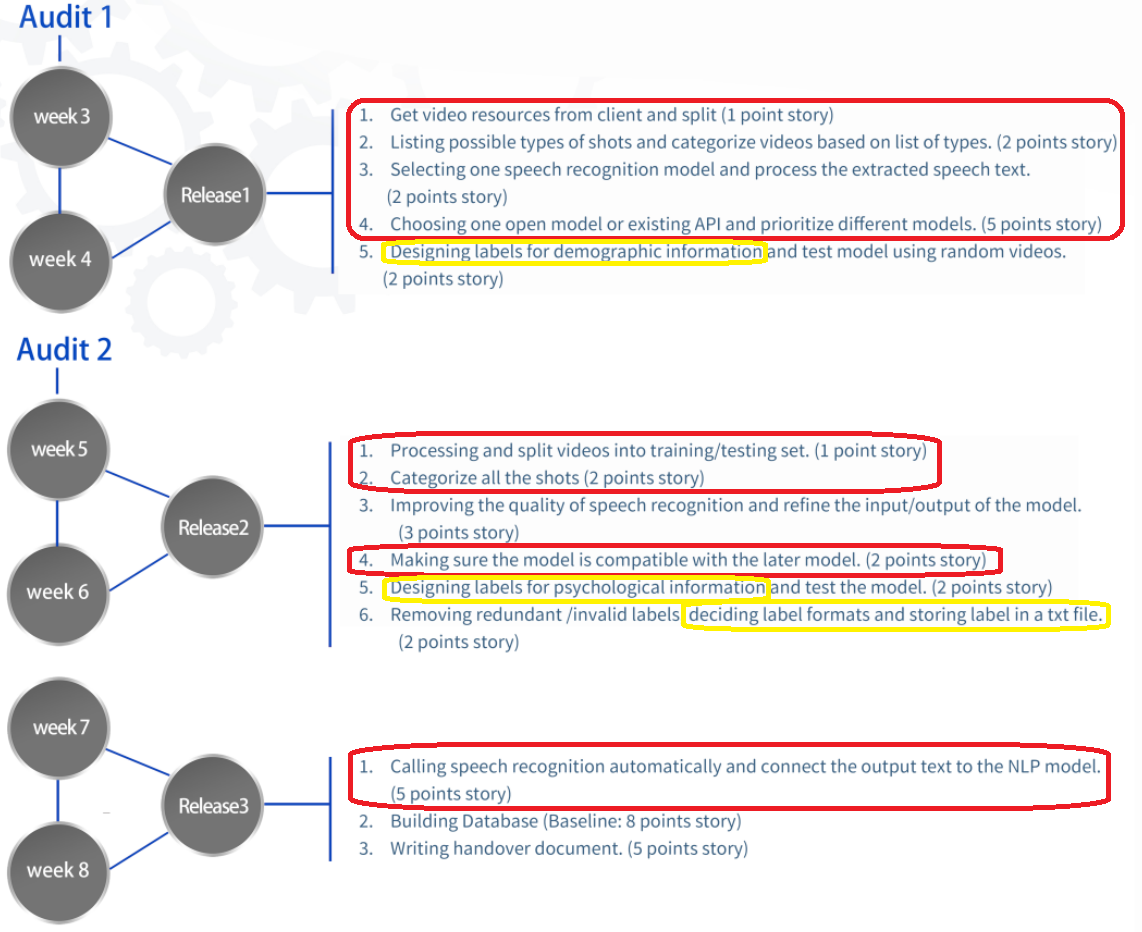 Audit 1
week 3
week 4
Release1
1. Get video resources from client and split (1 point story)
2. Listing possible types of shots and categorize videos based on list of types. (2 points story)
3. Selecting one speech recognition model and process the extracted speech text.
(2 points story)
4. Choosing one open model or existing API and prioritize different models. (5 points story)
5. Designing labels for demographic information and test model using random videos.
(2 points story)
Audit 2
week 5
week 6
Release2
1. Processing and split videos into training/testing set. (1 point story)
2. Categorize all the shots (2 points story)
3. Improving the quality of speech recognition and refine the input/output of the model.
(3 points story)
4. Making sure the model is compatible with the later model. (2 points story)
5. Designing labels for psychological information and test the model. (2 points story)
6. Removing redundant /invalid labels deciding label formats and storing label in a txt file.
(2 points story)
week 7
week 8
Release3
1. Calling speech recognition automatically and connect the output text to the NLP model.
(5 points story)
2. Building Database (Baseline: 8 points story)
3. Writing handover document. (5 points story)